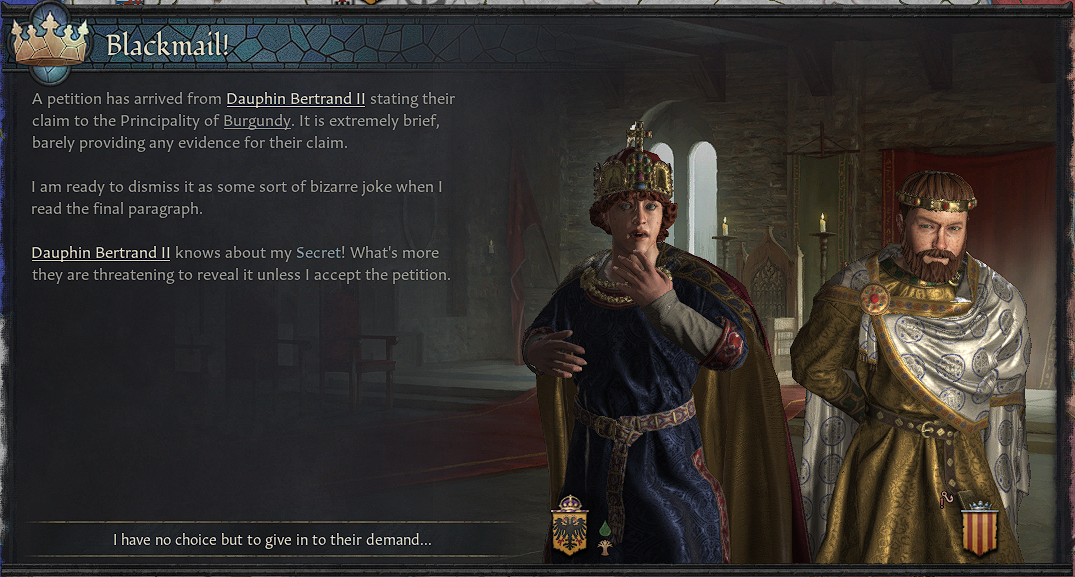 Blackmail!
A petition has arrived from Dauphin Bertrand II stating their
claim to the Principality of Burgundy. It is extremely brief,
barely providing any evidence for their claim.
I am ready to dismiss it as some sort of bizarre joke when I
read the final paragraph.
Dauphin Bertrand II knows about my Secret! What's more
they are threatening to reveal it unless I accept the petition.
I have no choice but to give in to their demand...